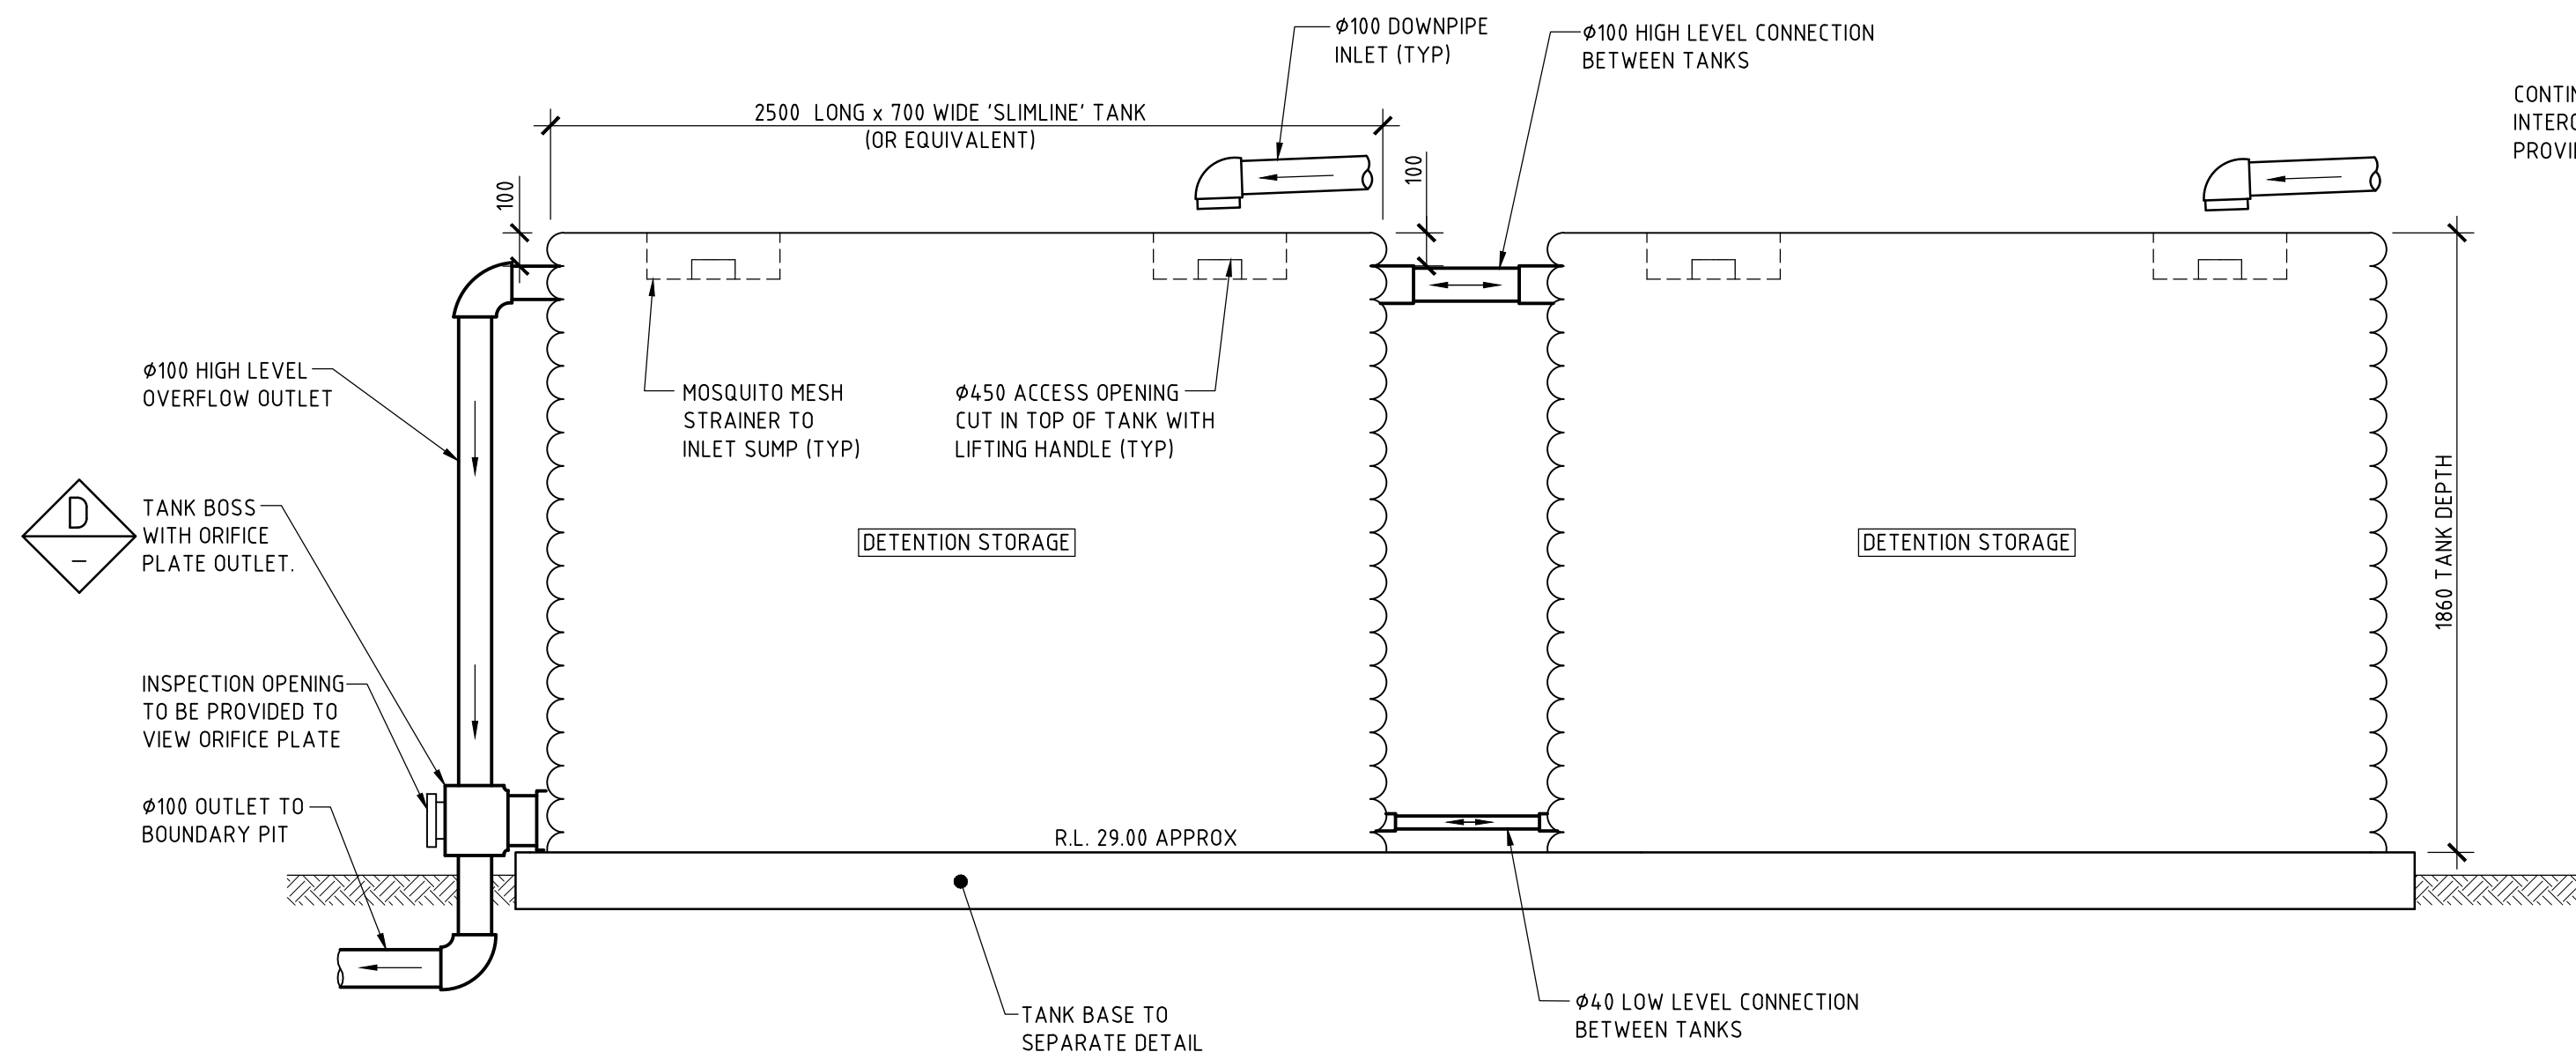 Ø100 DOWNPIPE
INLET (TYP)
Ø100 HIGH LEVEL CONNECTION
BETWEEN TANKS
2500 LONG x 700 WIDE 'SLIMLINE' TANK
(OR EQUIVALENT)
100
100
Ø100 HIGH LEVEL
OVERFLOW OUTLET
MOSQUITO MESH
STRAINER TO
INLET SUMP (TYP)
Ø450 ACCESS OPENING
CUT IN TOP OF TANK WITH
LIFTING HANDLE (TYP)
D
-
TANK BOSS
WITH ORIFICE
PLATE OUTLET.
DETENTION STORAGE
DETENTION STORAGE
1860 TANK DEPTH
INSPECTION OPENING
TO BE PROVIDED TO
VIEW ORIFICE PLATE
Ø100 OUTLET TO
BOUNDARY PIT
R.L. 29.00 APPROX
TANK BASE TO
SEPARATE DETAIL
Ø40 LOW LEVEL CONNECTION
BETWEEN TANKS